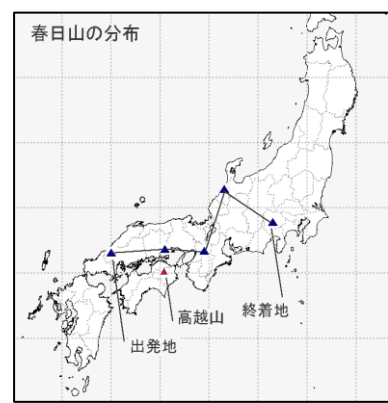 春日山の分布
終着地
高越山
出発地